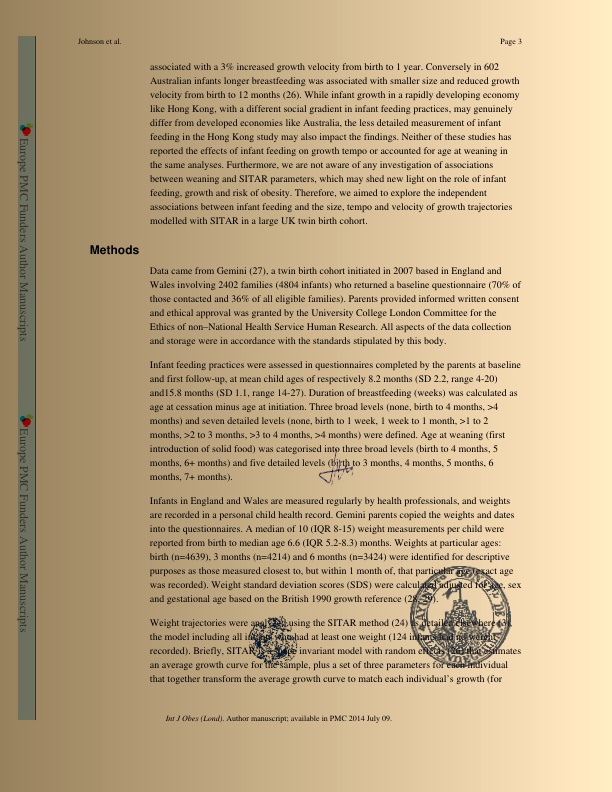 Johnson et al.
Page 3
associated with a 3% increased growth velocity from birth to 1 year. Conversely in 602
Australian infants longer breastfeeding was associated with smaller size and reduced growth
velocity from birth to 12 months (26). While infant growth in a rapidly developing economy
like Hong Kong, with a different social gradient in infant feeding practices, may genuinely
differ from developed economies like Australia, the less detailed measurement of infant
feeding in the Hong Kong study may also impact the findings. Neither of these studies has
reported the effects of infant feeding on growth tempo or accounted for age at weaning in
the same analyses. Furthermore, we are not aware of any investigation of associations
between weaning and SITAR parameters, which may shed new light on the role of infant
feeding, growth and risk of obesity. Therefore, we aimed to explore the independent
associations between infant feeding and the size, tempo and velocity of growth trajectories
modelled with SITAR in a large UK twin birth cohort.
Methods
Data came from Gemini (27), a twin birth cohort initiated in 2007 based in England and
Wales involving 2402 families (4804 infants) who returned a baseline questionnaire (70% of
those contacted and 36% of all eligible families). Parents provided informed written consent
and ethical approval was granted by the University College London Committee for the
Ethics of non–National Health Service Human Research. All aspects of the data collection
and storage were in accordance with the standards stipulated by this body.
Infant feeding practices were assessed in questionnaires completed by the parents at baseline
and first follow-up, at mean child ages of respectively 8.2 months (SD 2.2, range 4-20)
and15.8 months (SD 1.1, range 14-27). Duration of breastfeeding (weeks) was calculated as
age at cessation minus age at initiation. Three broad levels (none, birth to 4 months, >4
months) and seven detailed levels (none, birth to 1 week, 1 week to 1 month, >1 to 2
months, >2 to 3 months, >3 to 4 months, >4 months) were defined. Age at weaning (first
introduction of solid food) was categorised into three broad levels (birth to 4 months, 5
months, 6+ months) and five detailed levels (birth to 3 months, 4 months, 5 months, 6
months, 7+ months).
Infants in England and Wales are measured regularly by health professionals, and weights
are recorded in a personal child health record. Gemini parents copied the weights and dates
into the questionnaires. A median of 10 (IQR 8-15) weight measurements per child were
reported from birth to median age 6.6 (IQR 5.2-8.3) months. Weights at particular ages:
birth (n=4639), 3 months (n=4214) and 6 months (n=3424) were identified for descriptive
purposes as those measured closest to, but within 1 month of, that particular age (exact age
was recorded). Weight standard deviation scores (SDS) were calculated adjusted for age, sex
and gestational age based on the British 1990 growth reference (28, 29).
Weight trajectories were using the SITAR method (24) as detailed elsewhere
the model including all had at least one weight (124 infants had no weight
recorded). Briefly, SITAR is a invariant model with random effects that estimates
an average growth curve for the sample, plus a set of three parameters for each individual
that together transform the average growth curve to match each individual's growth (for
Int J Obes (Lond). Author manuscript; available in PMC 2014 July 09.
Europe PMC Funders Author Manuscripts
Europe PMC Funders Author Manuscripts